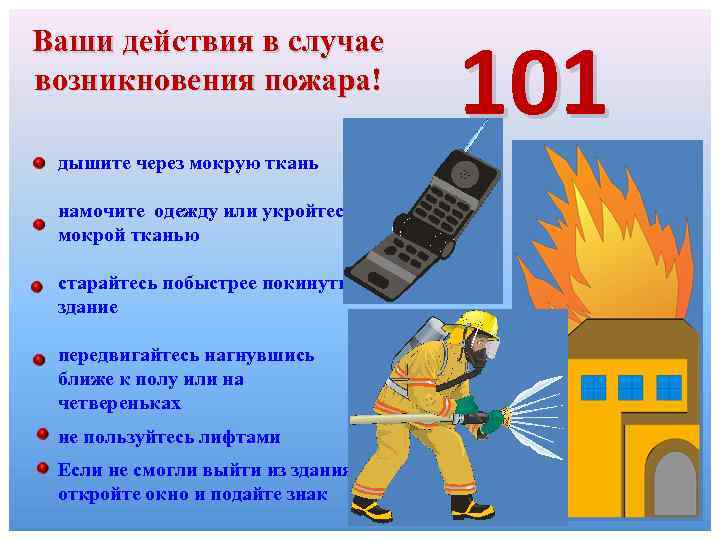 Ваши действия в случае
возникновения пожара!
101
дышите через мокрую ткань
намочите одежду или укройтес
мокрой тканью
старайтесь побыстрее покинуть
здание
передвигайтесь нагнувшись
ближе к полу или на
четвереньках
не пользуйтесь лифтами
Если не смогли выйти из здания
откройте окно и подайте знак